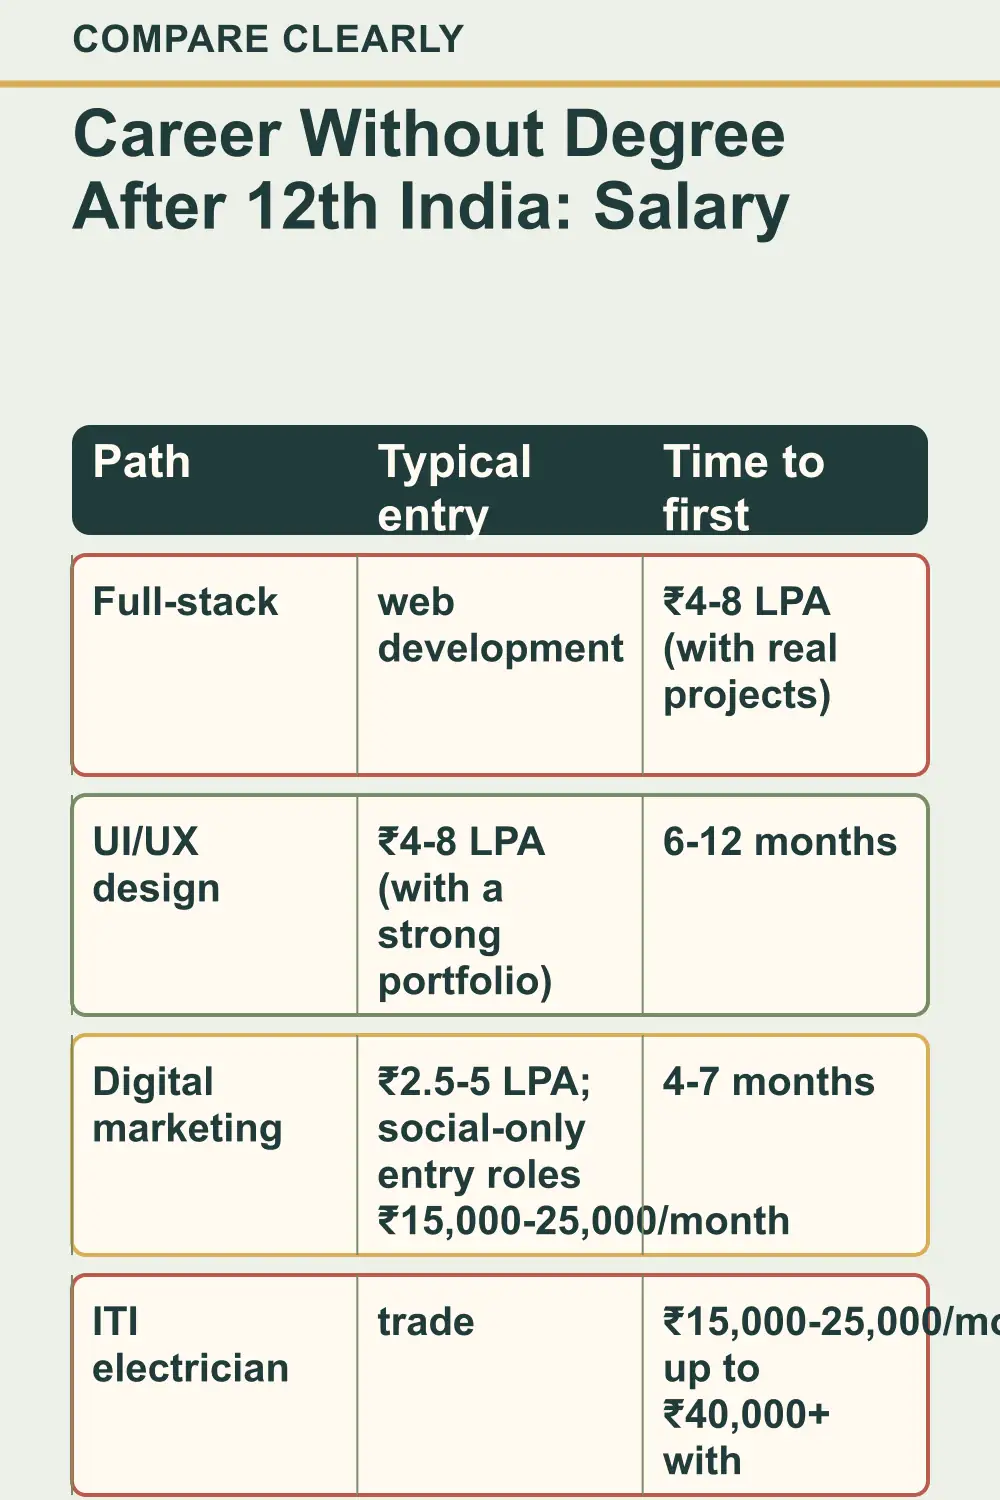 COMPARE CLEARLY
Career Without Degree
After 12th India: Salary
Path
Typical
entry
Time to
first
Full-stack
web
development
₹4-8 LPA
(with real
projects)
UI/UX
design
₹4-8 LPA
(with a
strong
portfolio)
6-12 months
Digital
marketing
₹2.5-5 LPA;
social-only
entry roles
₹15,000-25,000/month
4-7 months
ITI
electrician
trade
₹15,000-25,000/mo
up to
₹40,000+
with